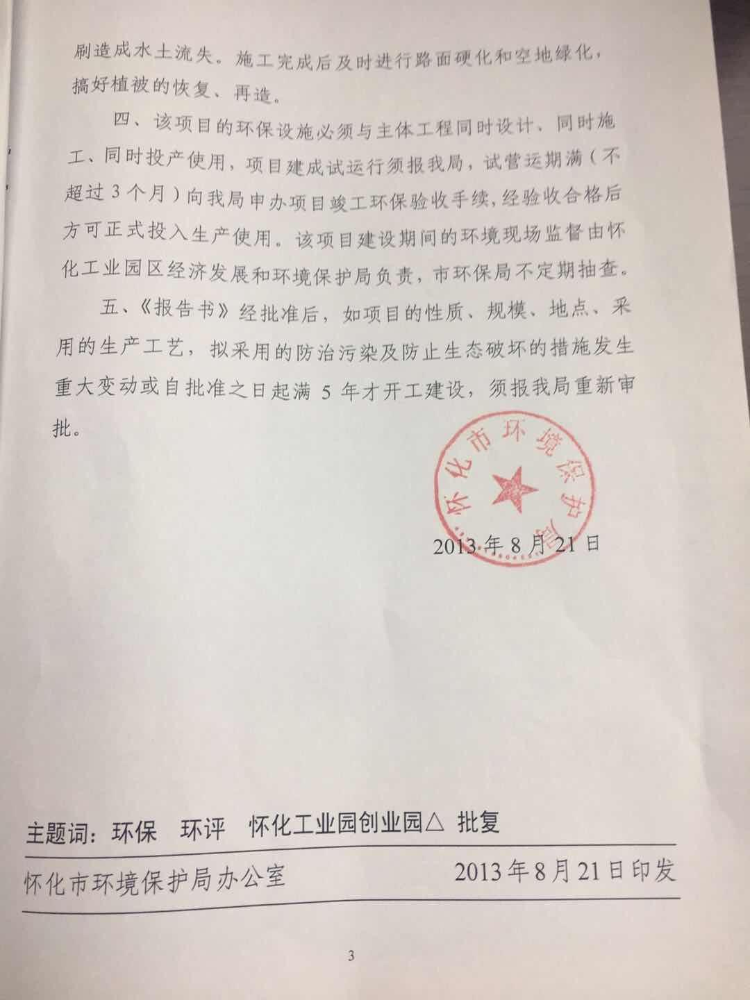 刷造成水土流失。施工完成后及时进行路面硬化和空地绿化，
搞好植被的恢复、再造。
四、该项目的环保设施必须与主体工程同时设计、同时施
工、同时投产使用，项目建成试运行须报我局，试营运期满（不
超过3个月）向我局申办项目竣工环保验收手续,经验收合格后
方可正式投入生产使用。该项目建设期间的环境现场监督由怀
化工业园区经济发展和环境保护局负责，市环保局不定期抽查。
五、《报告书》经批准后，如项目的性质、规模、地点、采
用的生产工艺，拟采用的防治污染及防止生态破坏的措施发生
重大变动或自批准之日起满 5 年才开工建设，须报我局重新审
批。
怀化市环境保护局
2013年8月21日
主题词：环保 环评 怀化工业园创业园△ 批复
怀化市环境保护局办公室 2013年8月21日印发
3